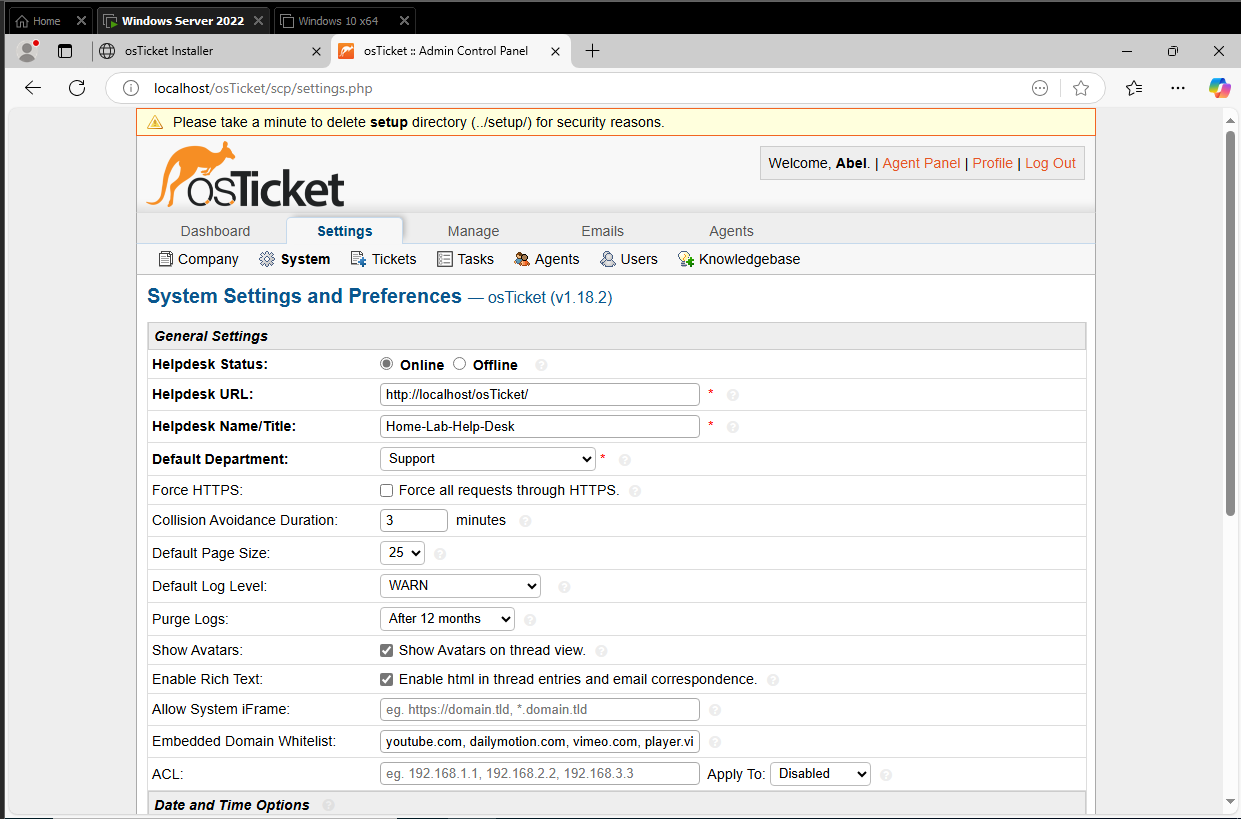 Home Windows Server 2022 Windows 10 x64
osTicket Installer osTicket :: Admin Control Panel
localhost/osTicket/scp/settings.php
Please take a minute to delete setup directory (../setup/) for security reasons.
osTicket
Welcome, Abel. | Agent Panel | Profile | Log Out
Dashboard Settings Manage Emails Agents
Company System Tickets Tasks Agents Users Knowledgebase
System Settings and Preferences — osTicket (v1.18.2)
General Settings
Helpdesk Status: Online Offline
Helpdesk URL: http://localhost/osTicket/ *
Helpdesk Name/Title: Home-Lab-Help-Desk *
Default Department: Support *
Force HTTPS: Force all requests through HTTPS.
Collision Avoidance Duration: 3 minutes
Default Page Size: 25
Default Log Level: WARN
Purge Logs: After 12 months
Show Avatars: Show Avatars on thread view.
Enable Rich Text: Enable html in thread entries and email correspondence.
Allow System iFrame: eg. https://domain.tld, *.domain.tld
Embedded Domain Whitelist: youtube.com, dailymotion.com, vimeo.com, player.vi
ACL: eg. 192.168.1.1, 192.168.2.2, 192.168.3.3 Apply To: Disabled
Date and Time Options